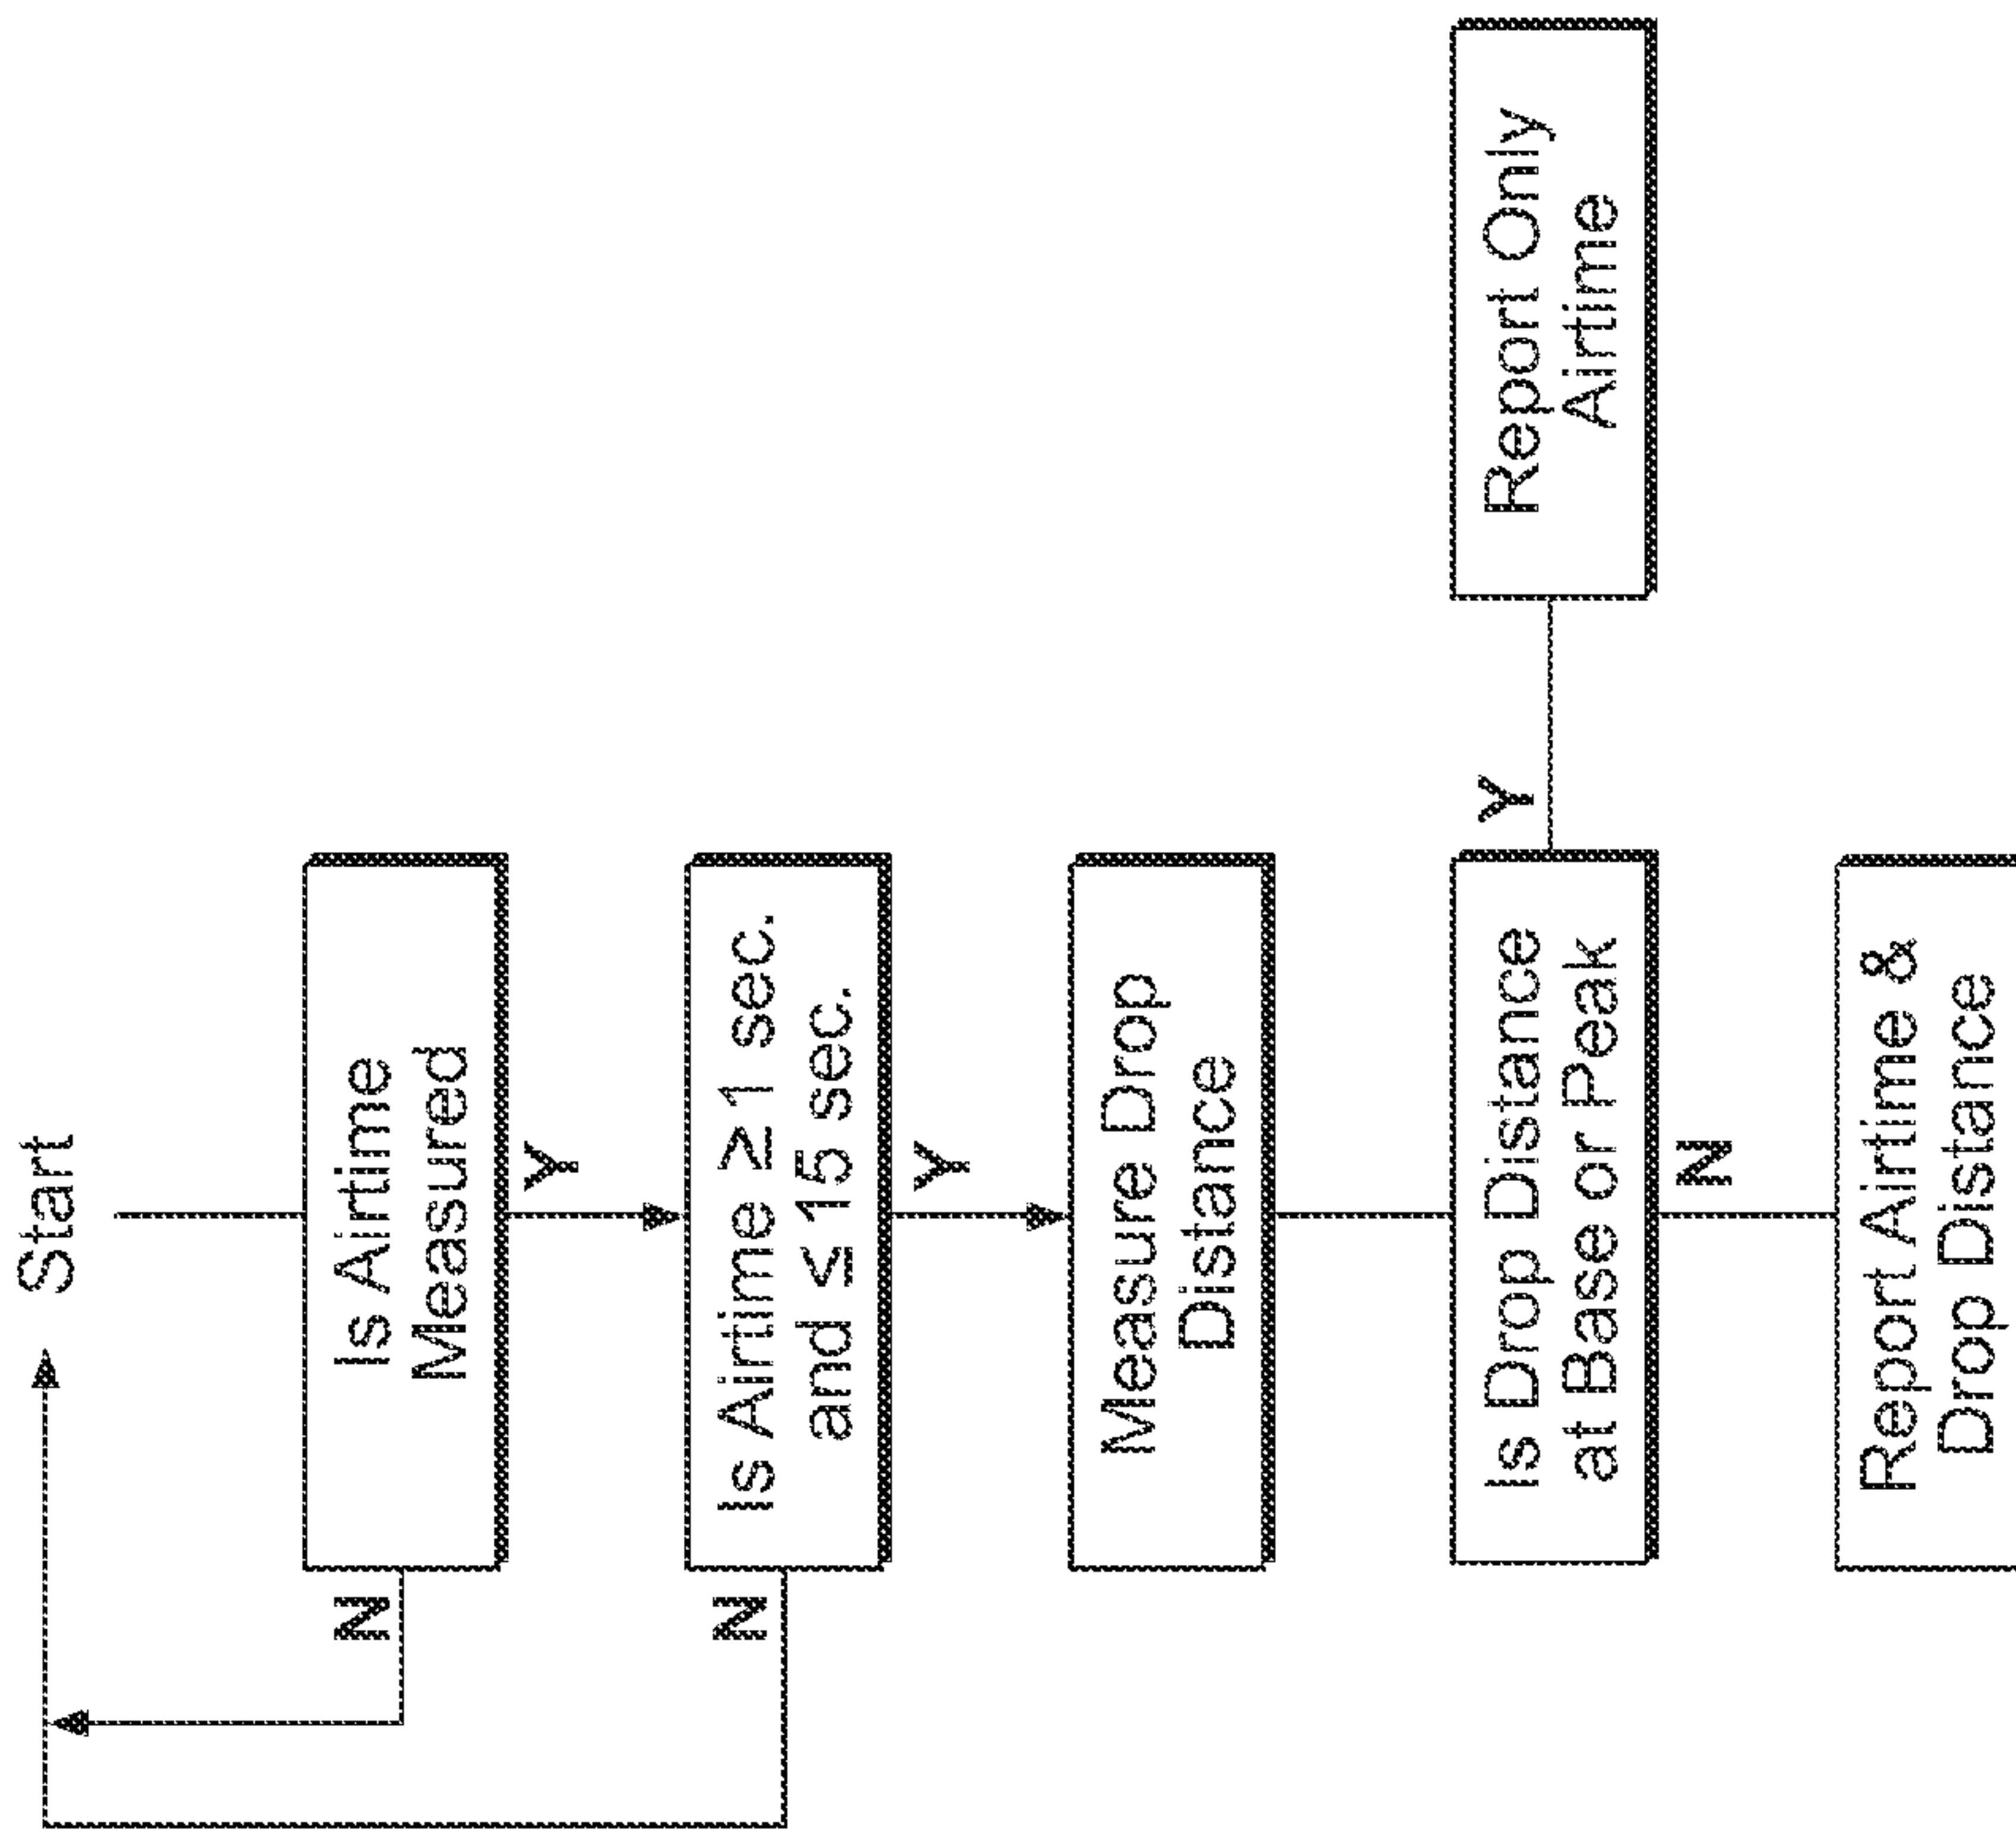 Start
Is Airtime
Measured
N
Y
Is Airtime ≥1 sec.
and ≤15 sec.
N
Y
Measure Drop
Distance
Is Drop Distance
at Base or Peak
Y
Report Only
Airtime
N
Report Airtime &
Drop Distance